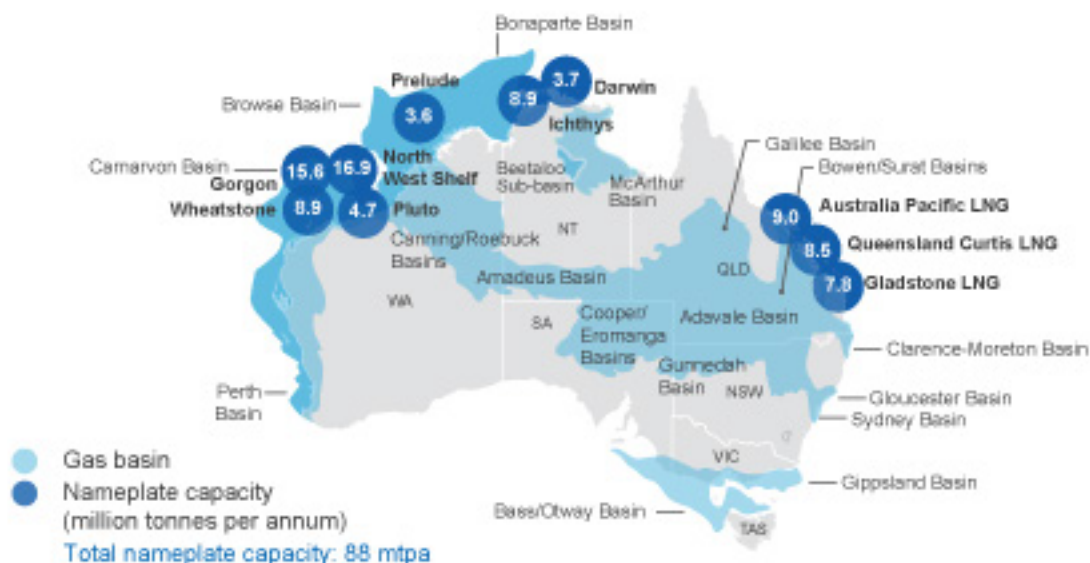 Bonaparte Basin
Prelude
3.7
Darwin
8.9
Browse Basin
3.6
Ichthys
Galilee Basin
Carnarvon Basin
15.6
16.9
North
West Shelf
Beetaloo
Sub-basin
Bowen/Surat Basins
Gorgon
McArthur
Basin
Wheatstone
8.9
4.7
Pluto
9.0
Australia Pacific LNG
NT
Canning/Roebuck
Basins
8.5
Queensland Curtis LNG
Amadeus Basin
QLD
7.8
Gladstone LNG
WA
SA
Cooper/
Eromanga
Basins
Adavale Basin
Clarence-Moreton Basin
Gunnedah
Basin
NSW
Perth
Basin
Gloucester Basin
Sydney Basin
Gas basin
VIC
Nameplate capacity
(million tonnes per annum)
Gippsland Basin
Bass/Otway Basin
TAS
Total nameplate capacity: 88 mtpa